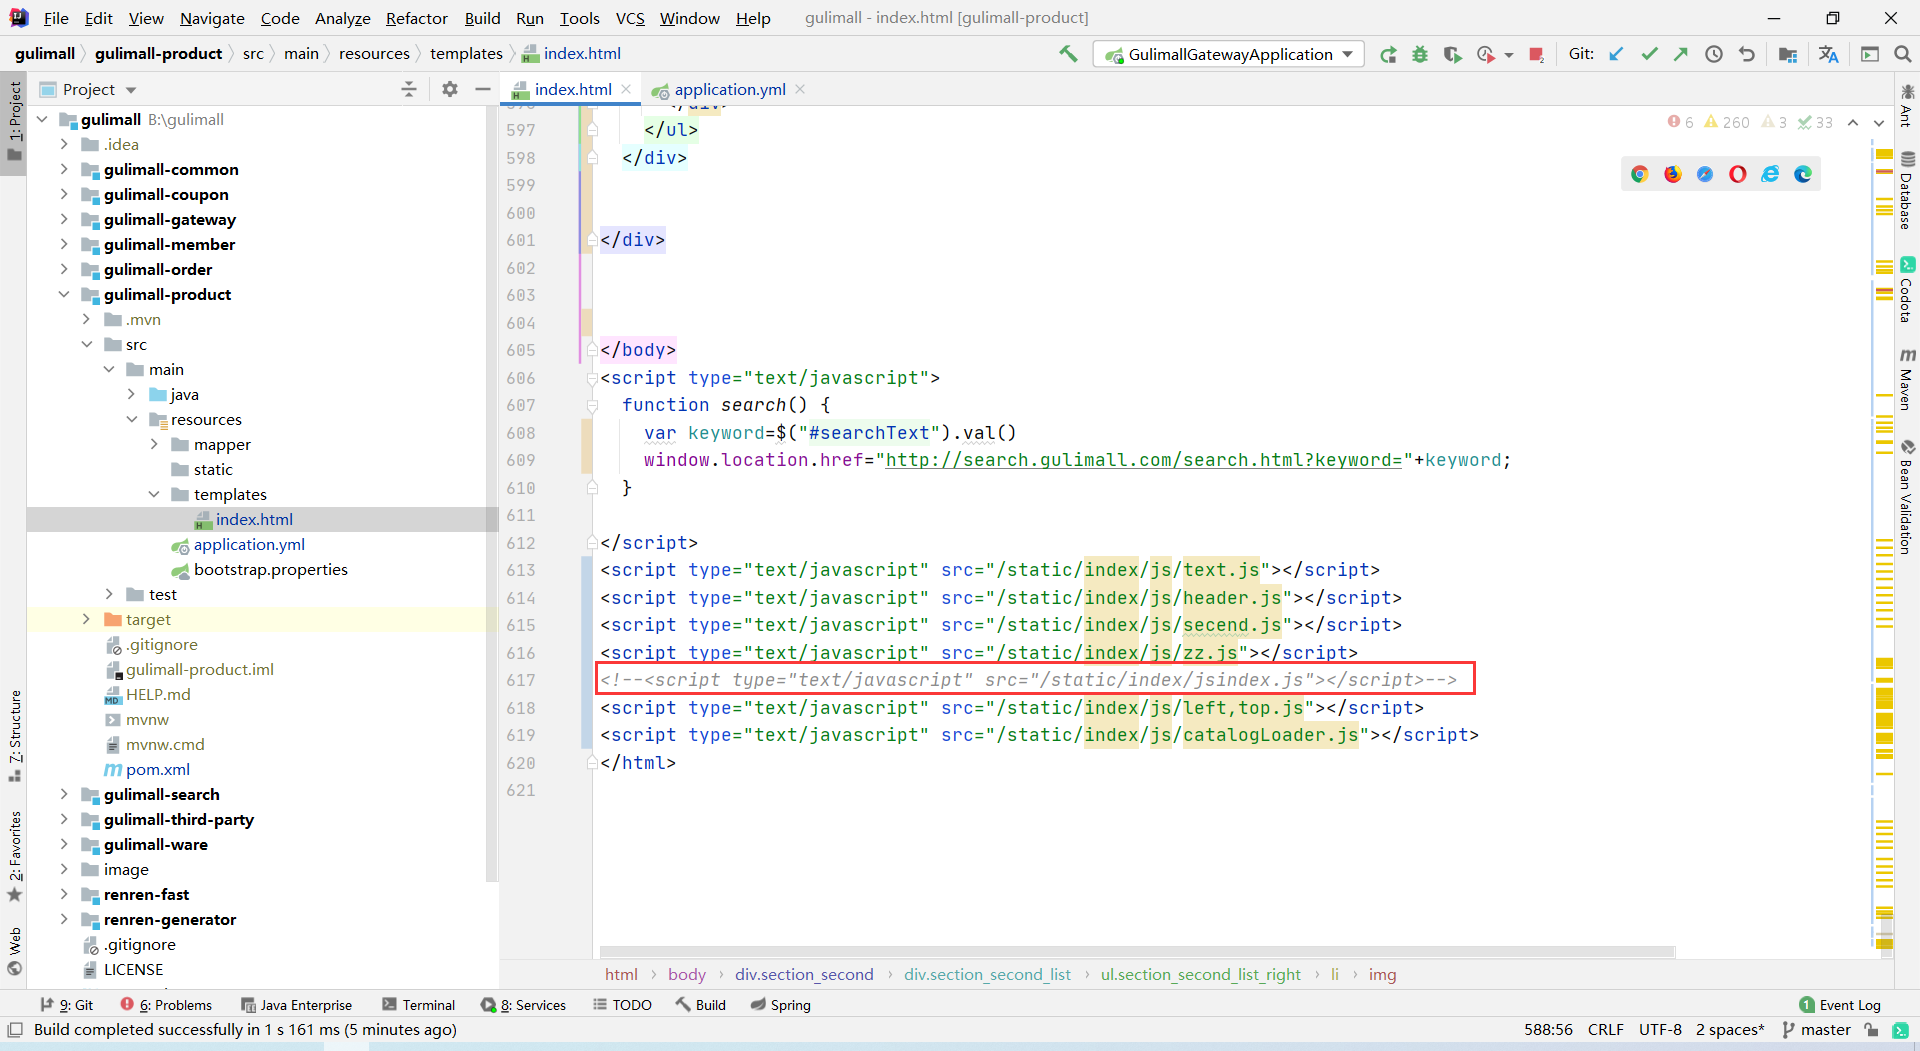 File Edit View Navigate Code Analyze Refactor Build Run Tools VCS Window Help gulimall - index.html [gulimall-product]
gulimall gulimall-product src main resources templates index.html GulimallGatewayApplication Git:
1: Project
7: Structure
2: Favorites
Web
Project
gulimall B:\gulimall
.idea
gulimall-common
gulimall-coupon
gulimall-gateway
gulimall-member
gulimall-order
gulimall-product
.mvn
src
main
java
resources
mapper
static
templates
index.html
application.yml
bootstrap.properties
test
target
.gitignore
gulimall-product.iml
HELP.md
mvnw
mvnw.cmd
pom.xml
gulimall-search
gulimall-third-party
gulimall-ware
image
renren-fast
renren-generator
.gitignore
LICENSE
index.html application.yml
6 260 3 33
597 </ul>
598 </div>
599
600
601 </div>
602
603
604
605 </body>
606 <script type="text/javascript">
607 function search() {
608 var keyword=$("#searchText").val()
609 window.location.href="http://search.gulimall.com/search.html?keyword="+keyword;
610 }
611
612 </script>
613 <script type="text/javascript" src="/static/index/js/text.js"></script>
614 <script type="text/javascript" src="/static/index/js/header.js"></script>
615 <script type="text/javascript" src="/static/index/js/secend.js"></script>
616 <script type="text/javascript" src="/static/index/js/zz.js"></script>
617 <!--<script type="text/javascript" src="/static/index/jsindex.js"></script>-->
618 <script type="text/javascript" src="/static/index/js/left,top.js"></script>
619 <script type="text/javascript" src="/static/index/js/catalogLoader.js"></script>
620 </html>
621
html body div.section_second div.section_second_list ul.section_second_list_right li img
Ant
Database
Codota
Maven
Bean Validation
9: Git 6: Problems Java Enterprise Terminal 8: Services TODO Build Spring 1 Event Log
Build completed successfully in 1 s 161 ms (5 minutes ago) 588:56 CRLF UTF-8 2 spaces* master